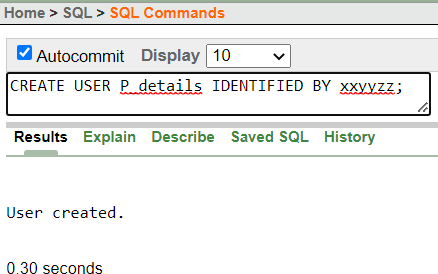 Home > SQL > SQL Commands
Autocommit Display 10
CREATE USER P_details IDENTIFIED BY xxyyzz;
Results Explain Describe Saved SQL History
User created.
0.30 seconds